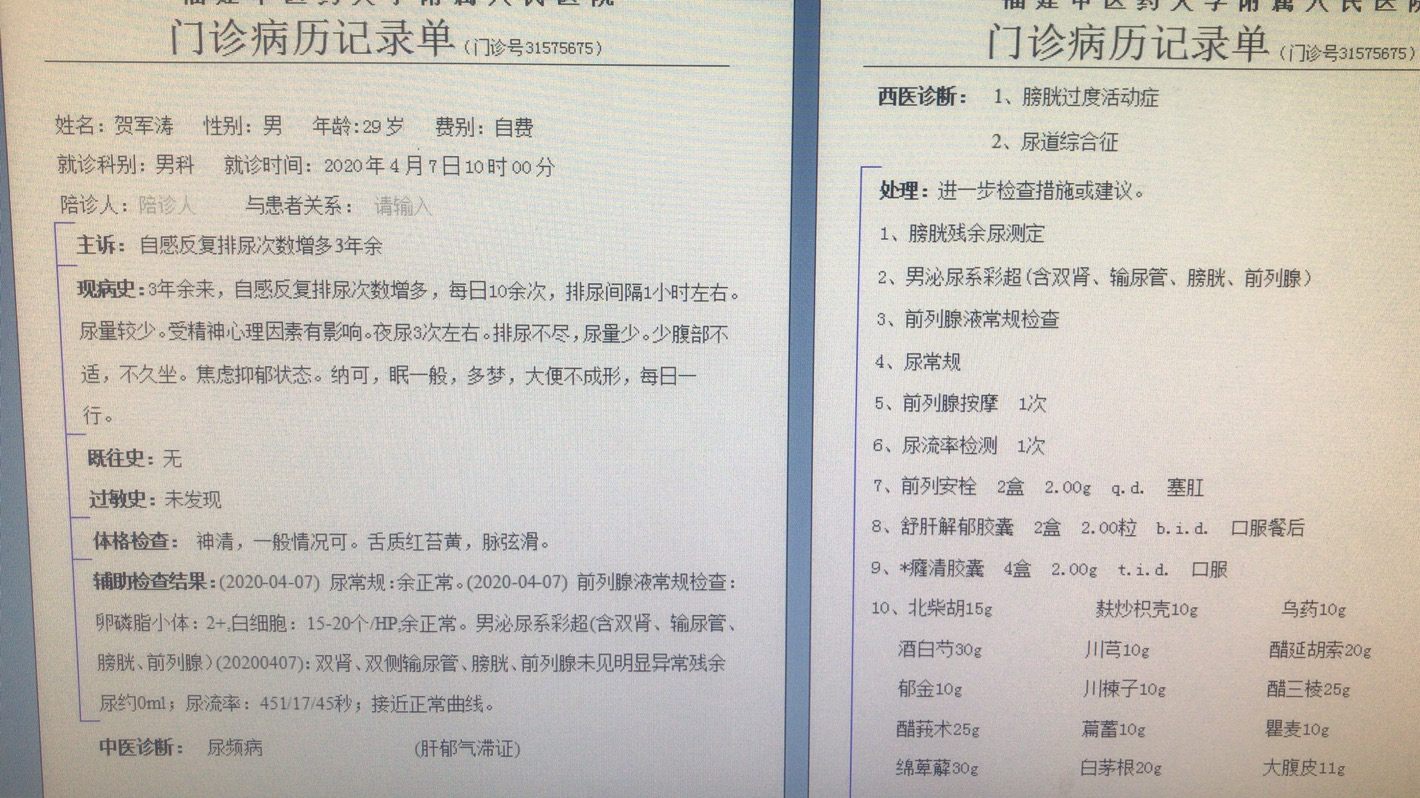 福建中医药大学附属人民医院
门诊病历记录单(门诊号31575675)
姓名：贺军涛 性别：男 年龄:29岁 费别：自费
就诊科别：男科 就诊时间：2020年4月7日10时00分
陪诊人：陪诊人 与患者关系： 请输入
主诉：自感反复排尿次数增多3年余
现病史:3年余来，自感反复排尿次数增多，每日10余次，排尿间隔1小时左右。
尿量较少。受精神心理因素有影响。夜尿3次左右。排尿不尽，尿量少。少腹部不
适，不久坐。焦虑抑郁状态。纳可，眠一般，多梦，大便不成形，每日一
行。
既往史：无
过敏史：未发现
体格检查： 神清，一般情况可。舌质红苔黄，脉弦滑。
辅助检查结果:(2020-04-07) 尿常规:余正常。(2020-04-07) 前列腺液常规检查：
卵磷脂小体：2+,白细胞：15-20个/HP,余正常。男泌尿系彩超(含双肾、输尿管、
膀胱、前列腺)(20200407)：双肾、双侧输尿管、膀胱、前列腺未见明显异常残余
尿约0ml；尿流率：451/17/45秒；接近正常曲线。
中医诊断： 尿频病 (肝郁气滞证)
福建中医药大学附属人民医院
门诊病历记录单(门诊号31575675)
西医诊断： 1、膀胱过度活动症
2、尿道综合征
处理：进一步检查措施或建议。
1、膀胱残余尿测定
2、男泌尿系彩超(含双肾、输尿管、膀胱、前列腺)
3、前列腺液常规检查
4、尿常规
5、前列腺按摩 1次
6、尿流率检测 1次
7、前列安栓 2盒 2.00g q.d. 塞肛
8、舒肝解郁胶囊 2盒 2.00粒 b.i.d. 口服餐后
9、*癃清胶囊 4盒 2.00g t.i.d. 口服
10、北柴胡15g 麸炒枳壳10g 乌药10g
酒白芍30g 川芎10g 醋延胡索20g
郁金10g 川楝子10g 醋三棱25g
醋莪术25g 萹蓄10g 瞿麦10g
绵萆薢30g 白茅根20g 大腹皮11g